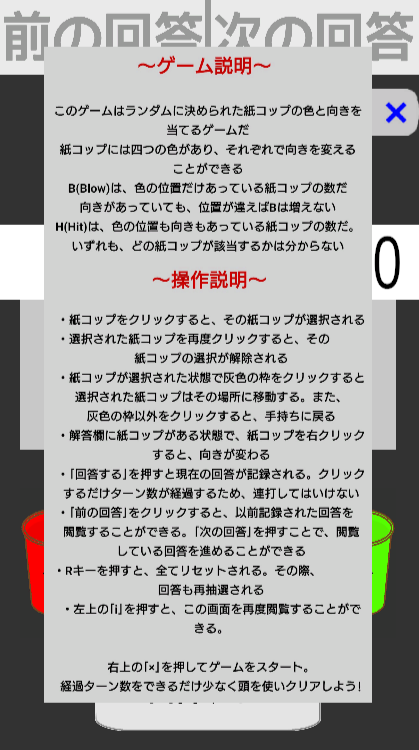 前の回答
次の回答
～ゲーム説明～
×
このゲームはランダムに決められた紙コップの色と向きを
当てるゲームだ
紙コップには四つの色があり、それぞれで向きを変える
ことができる
B(Blow)は、色の位置だけあっている紙コップの数だ
向きがあっていても、位置が違えばBは増えない
H(Hit)は、色の位置も向きもあっている紙コップの数だ。
いずれも、どの紙コップが該当するかは分からない
0
～操作説明～
・紙コップをクリックすると、その紙コップが選択される
・選択された紙コップを再度クリックすると、その
紙コップの選択が解除される
・紙コップが選択された状態で灰色の枠をクリックすると
選択された紙コップはその場所に移動する。また、
灰色の枠以外をクリックすると、手持ちに戻る
・解答欄に紙コップがある状態で、紙コップを右クリック
すると、向きが変わる
・「回答する」を押すと現在の回答が記録される。クリック
するだけターン数が経過するため、連打してはいけない
・「前の回答」をクリックすると、以前記録された回答を
閲覧することができる。「次の回答」を押すことで、閲覧
している回答を進めることができる
・Rキーを押すと、全てリセットされる。その際、
回答も再抽選される
・左上の「i」を押すと、この画面を再度閲覧することがで
きる。
右上の「×」を押してゲームをスタート。
経過ターン数をできるだけ少なく頭を使いクリアしよう!